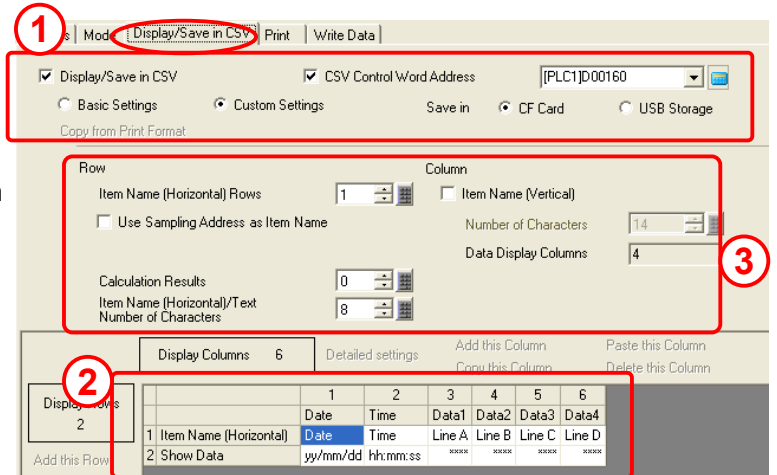 1
s Mode Display/Save in CSV Print Write Data
Display/Save in CSV CSV Control Word Address [PLC1]D00160
Basic Settings Custom Settings Save in CF Card USB Storage
Copy from Print Format
Row Column
Item Name (Horizontal) Rows 1 Item Name (Vertical)
Use Sampling Address as Item Name Number of Characters 14
Data Display Columns 4
3
Calculation Results 0
Item Name (Horizontal)/Text
Number of Characters 8
Display Columns 6 Detailed settings Add this Column Paste this Column
Copy this Column Delete this Column
2
Display Rows
2
Add this Row
1 2 3 4 5 6
Date Time Data1 Data2 Data3 Data4
1 Item Name (Horizontal) Date Time Line A Line B Line C Line D
2 Show Data yy/mm/dd hh:mm:ss xxxx xxxx xxxx xxxx